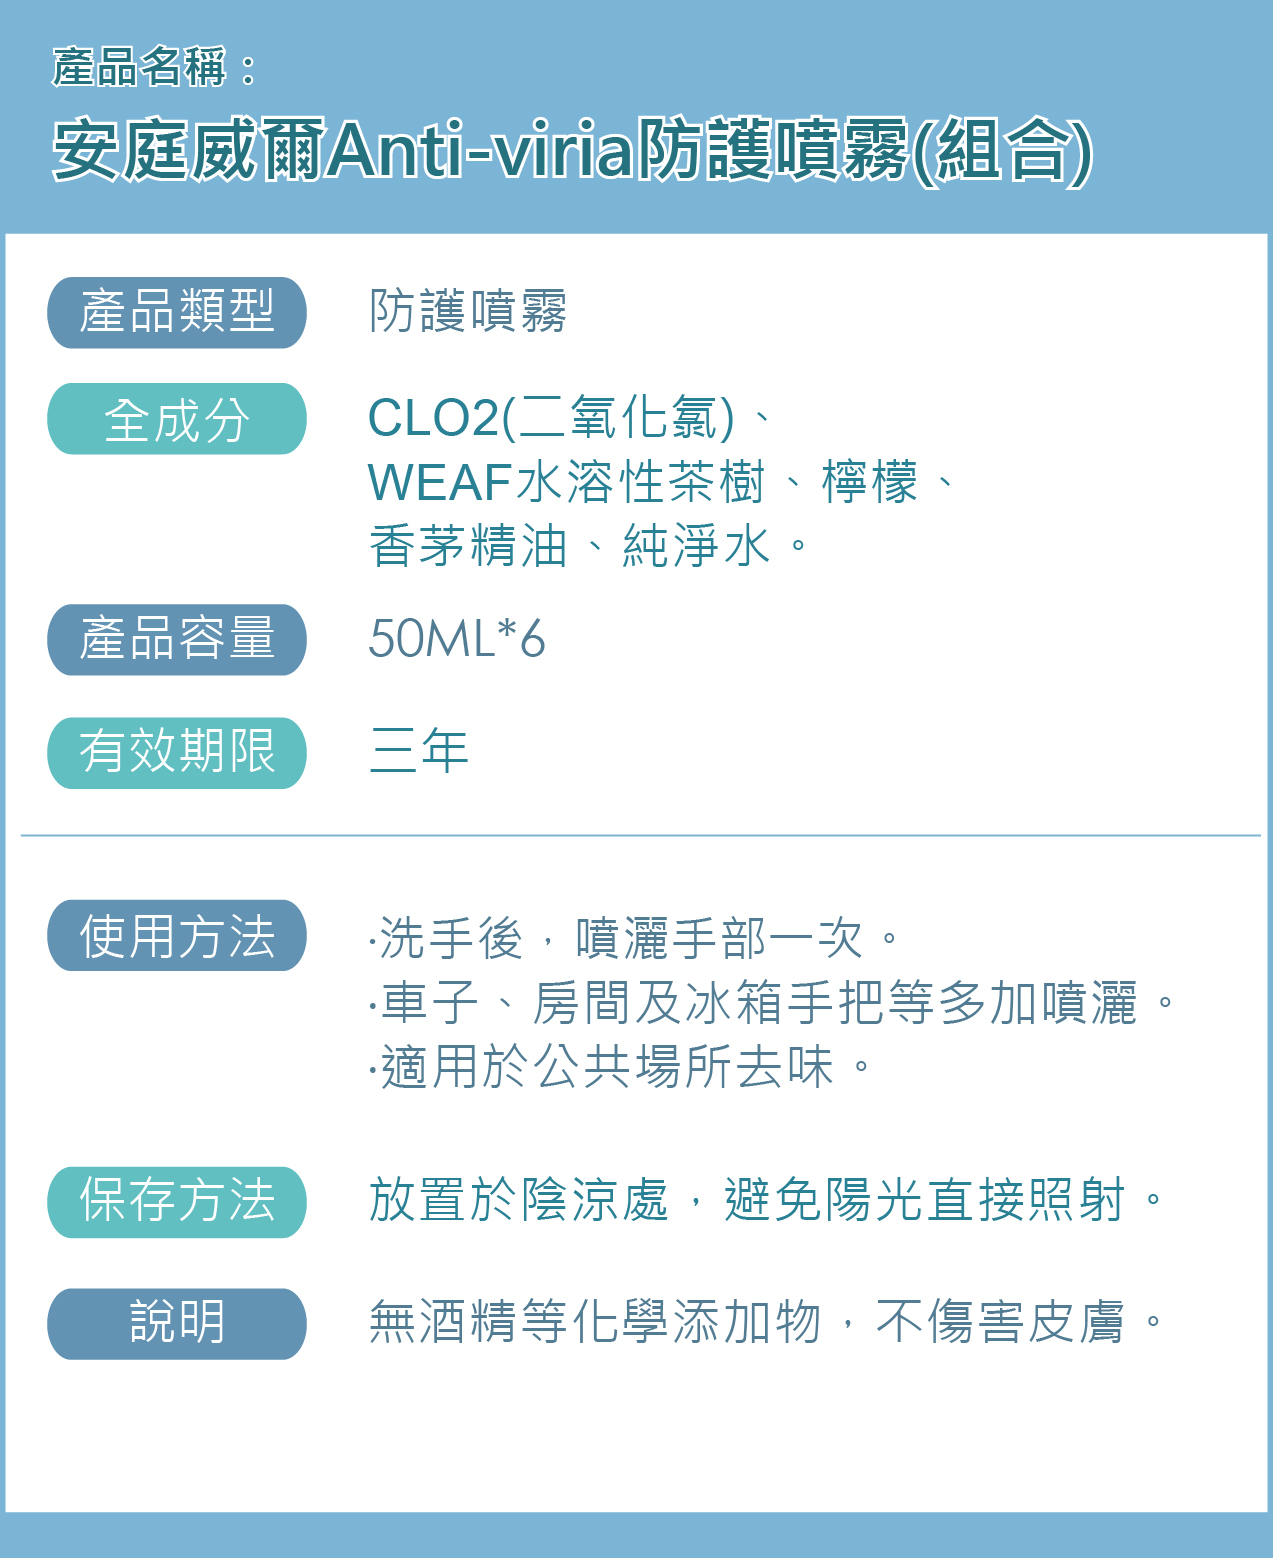 產品名稱：
安庭威爾Anti-viria防護噴霧(組合)
產品類型
防護噴霧
全成分
CLO2(二氧化氯)、
WEAF水溶性茶樹、檸檬、
香茅精油、純淨水。
產品容量
50ML*6
有效期限
三年
使用方法
·洗手後，噴灑手部一次。
·車子、房間及冰箱手把等多加噴灑。
·適用於公共場所去味。
保存方法
放置於陰涼處，避免陽光直接照射。
說明
無酒精等化學添加物，不傷害皮膚。